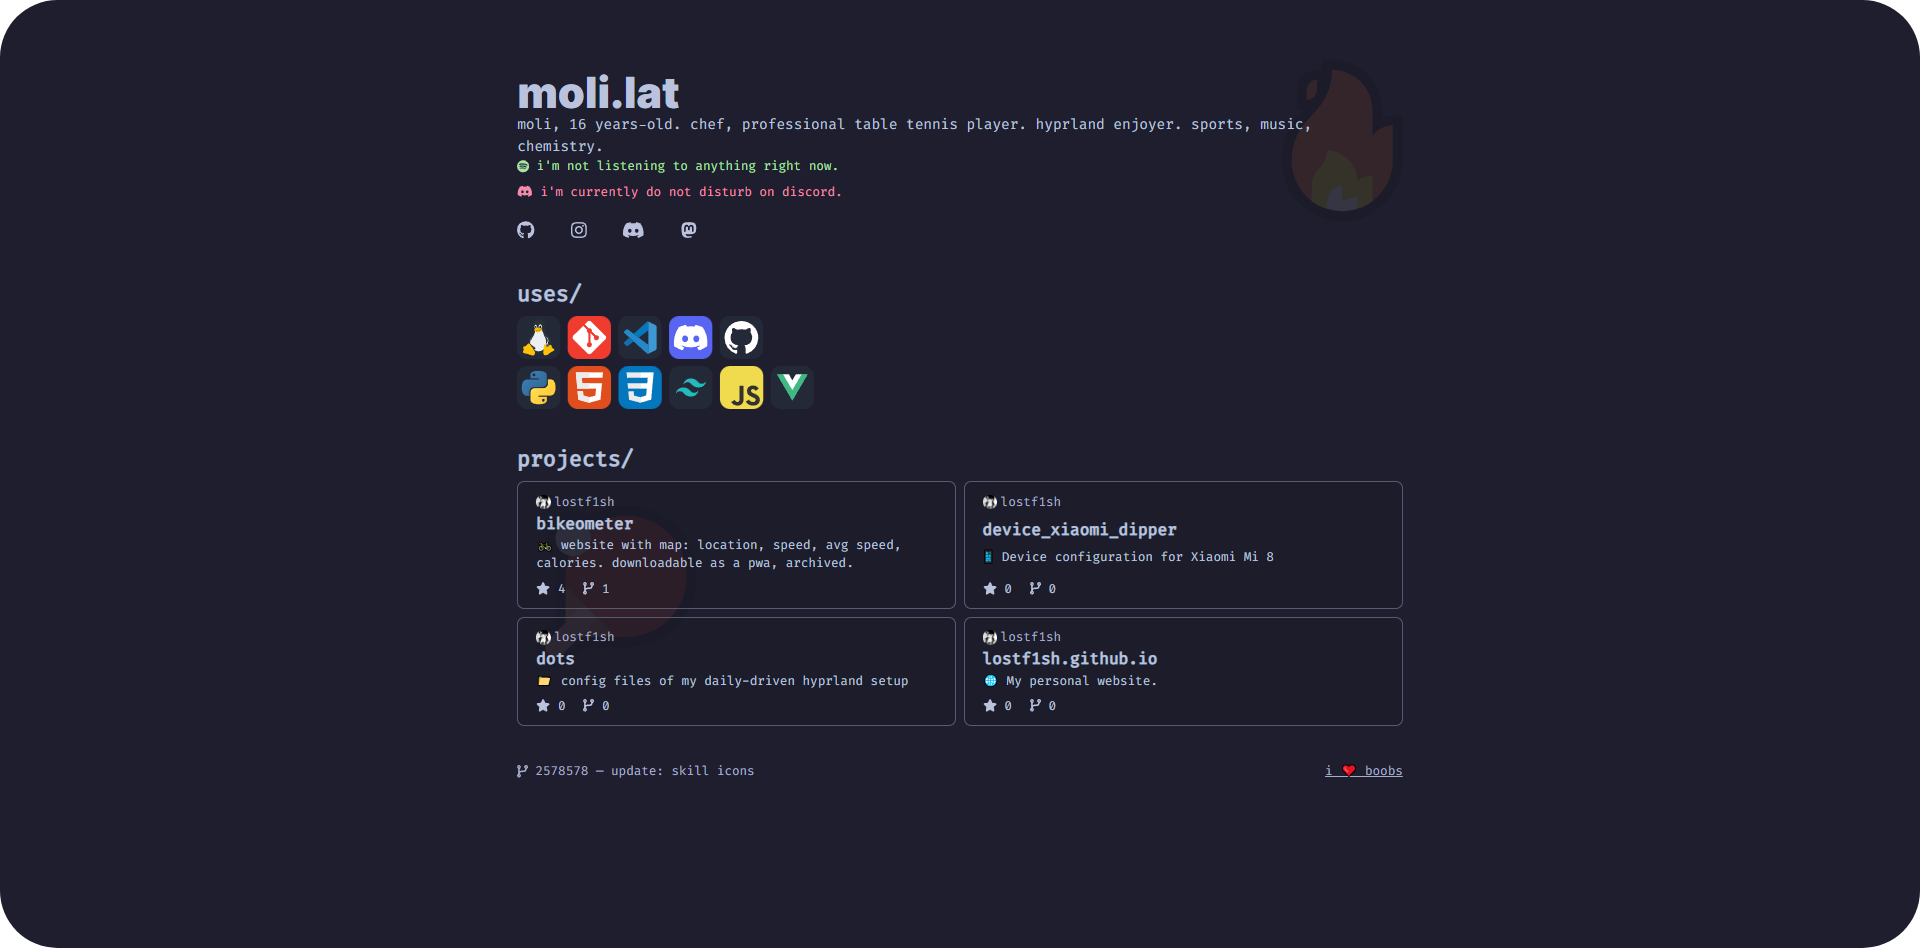 moli.lat
moli, 16 years-old. chef, professional table tennis player. hyprland enjoyer. sports, music,
chemistry.
i'm not listening to anything right now.
i'm currently do not disturb on discord.
uses/
JS
projects/
lostf1sh
bikeometer
website with map: location, speed, avg speed,
calories. downloadable as a pwa, archived.
4 1
lostf1sh
device_xiaomi_dipper
Device configuration for Xiaomi Mi 8
0 0
lostf1sh
dots
config files of my daily-driven hyprland setup
0 0
lostf1sh
lostf1sh.github.io
My personal website.
0 0
2578578 — update: skill icons
i ❤️ boobs